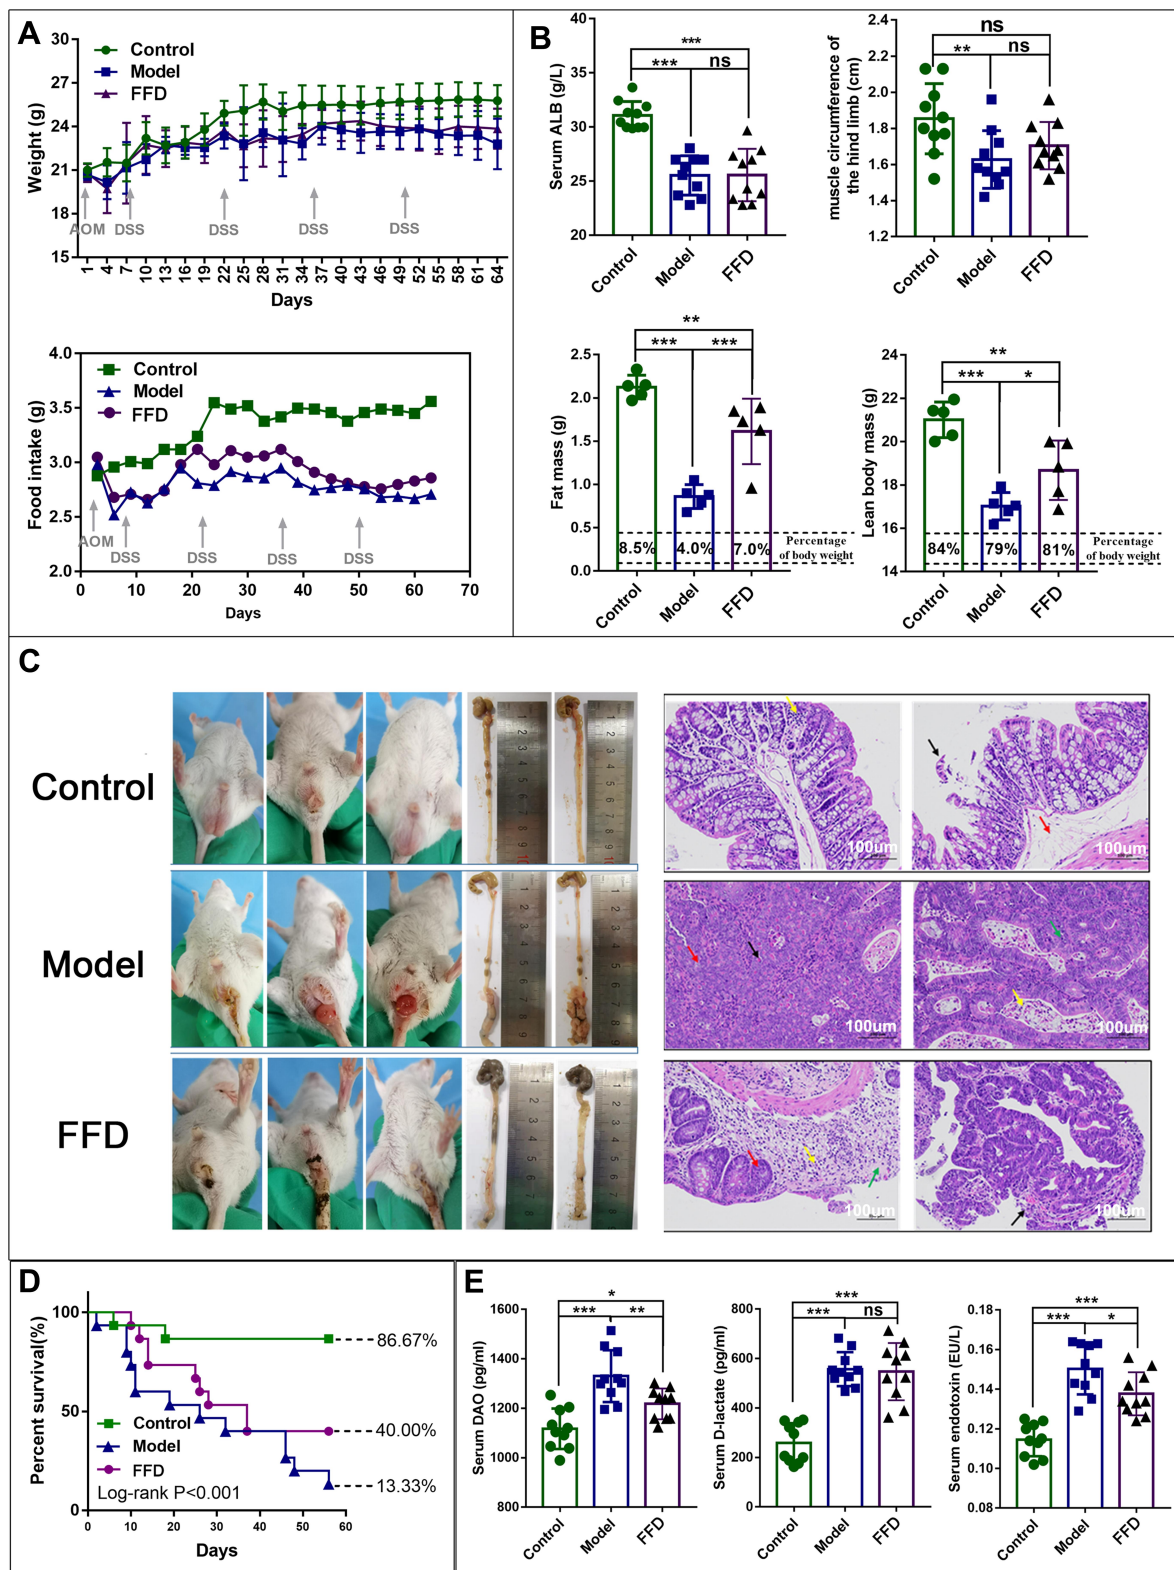 A
Control
Model
FFD
Weight (g)
30
27
24
21
18
15
AOM DSS DSS DSS DSS
1 4 7 10 13 16 19 22 25 28 31 34 37 40 43 46 49 52 55 58 61 64
Days
Control
Model
FFD
Food intake (g)
4.0
3.5
3.0
2.5
2.0
AOM DSS DSS DSS DSS
0 10 20 30 40 50 60 70
Days
B
Serum ALB (g/L)
40
35
30
25
20
***
*** ns
Control Model FFD
muscle circumference of
the hind limb (cm)
2.4
2.2
2.0
1.8
1.6
1.4
1.2
ns
** ns
Control Model FFD
Fat mass (g)
2.5
2.0
1.5
1.0
0.5
0.0
**
*** ***
8.5% 4.0% 7.0%
Percentage
of body weight
Control Model FFD
Lean body mass (g)
24
22
20
18
16
14
**
*** *
84% 79% 81%
Percentage
of body weight
Control Model FFD
C
Control
100um 100um
Model
100um 100um
FFD
100um 100um
D
Percent survival(%)
100
50
0
86.67%
40.00%
13.33%
Control
Model
FFD
Log-rank P<0.001
0 10 20 30 40 50 60
Days
E
Serum DAO (pg/ml)
1600
1400
1200
1000
800
*
*** **
Control Model FFD
Serum D-lactate (pg/ml)
800
600
400
200
0
***
*** ns
Control Model FFD
Serum endotoxin (EU/L)
0.18
0.16
0.14
0.12
0.10
0.08
***
*** *
Control Model FFD